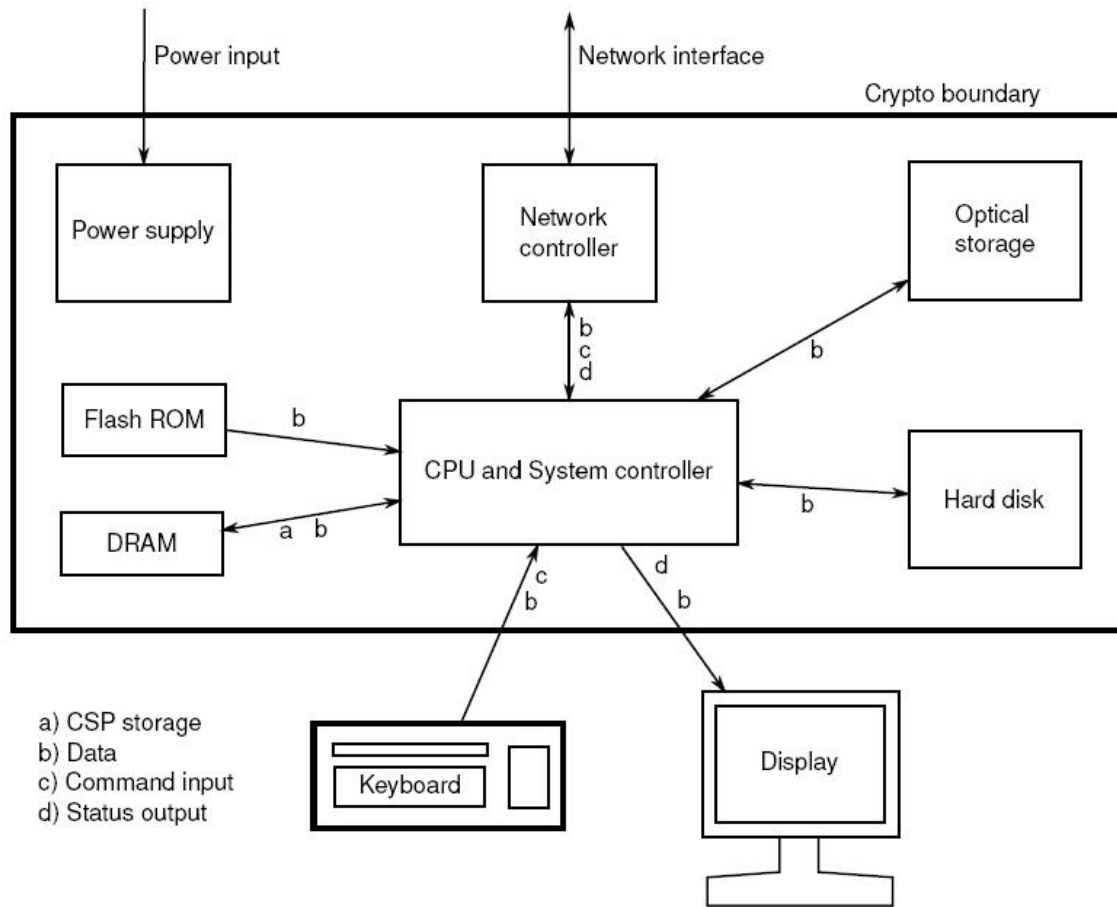 Power input
Network interface
Crypto boundary
Power supply
Network
controller
Optical
storage
b
c
d
b
Flash ROM
b
CPU and System controller
b
Hard disk
DRAM
a b
c
b
d
b
a) CSP storage
b) Data
c) Command input
d) Status output
Keyboard
Display